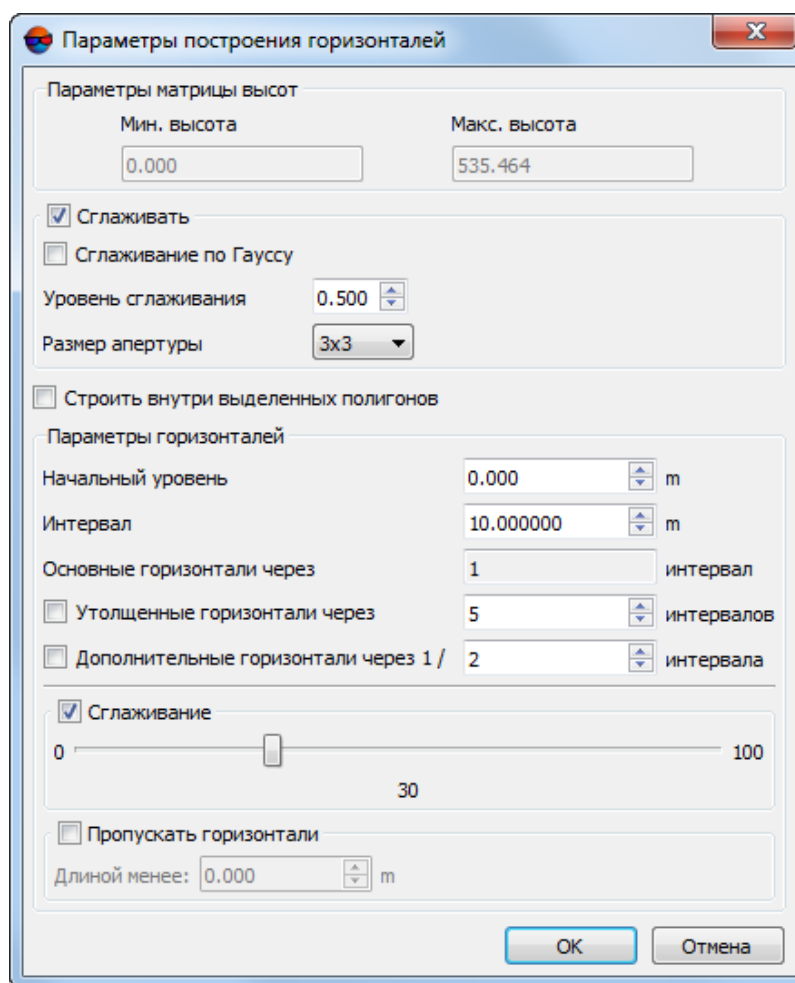 Параметры построения горизонталей
Параметры матрицы высот
Мин. высота Макс. высота
0.000 535.464
Сглаживать
Сглаживание по Гауссу
Уровень сглаживания 0.500
Размер апертуры 3x3
Строить внутри выделенных полигонов
Параметры горизонталей
Начальный уровень 0.000 m
Интервал 10.000000 m
Основные горизонтали через 1 интервал
Утолщенные горизонтали через 5 интервалов
Дополнительные горизонтали через 1 / 2 интервала
Сглаживание
0 100
30
Пропускать горизонтали
Длиной менее: 0.000 m
OK Отмена